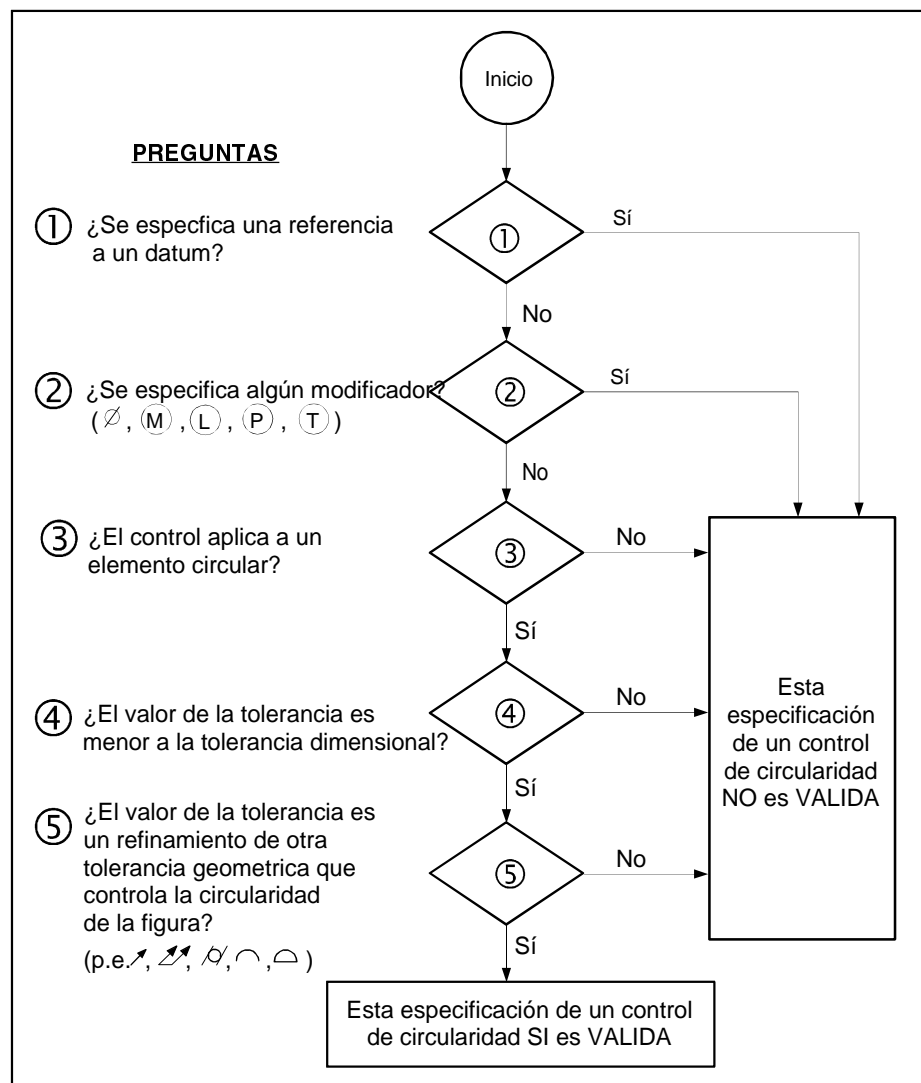 Inicio
PREGUNTAS
① ¿Se especfica una referencia
a un datum?
①
Sí
No
② ¿Se especifica algún modificador?
( ∅ , Ⓜ , Ⓛ , Ⓟ , Ⓣ )
②
Sí
No
③ ¿El control aplica a un
elemento circular?
③
No
Sí
④ ¿El valor de la tolerancia es
menor a la tolerancia dimensional?
④
No
Sí
⑤ ¿El valor de la tolerancia es
un refinamiento de otra
tolerancia geometrica que
controla la circularidad
de la figura?
(p.e. ↗, ⌰, ⌭, ⌒, ⌓ )
⑤
No
Sí
Esta
especificación
de un control
de circularidad
NO es VALIDA
Esta especificación de un control
de circularidad SI es VALIDA